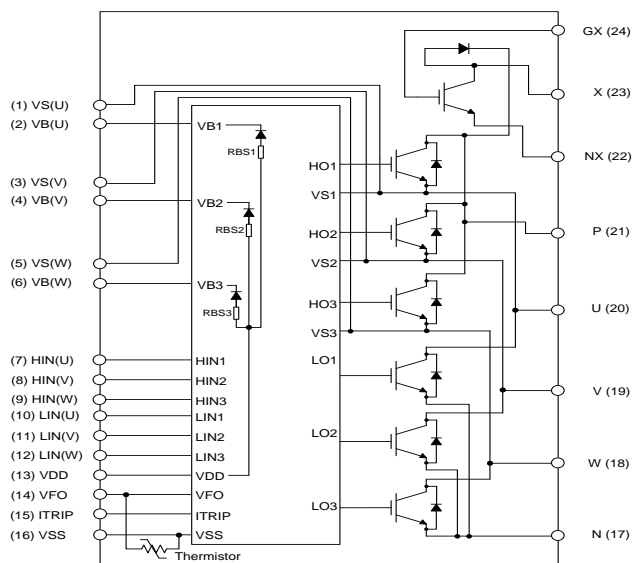 GX (24)
X (23)
NX (22)
P (21)
U (20)
V (19)
W (18)
N (17)
(1) VS(U)
(2) VB(U)
(3) VS(V)
(4) VB(V)
(5) VS(W)
(6) VB(W)
(7) HIN(U)
(8) HIN(V)
(9) HIN(W)
(10) LIN(U)
(11) LIN(V)
(12) LIN(W)
(13) VDD
(14) VFO
(15) ITRIP
(16) VSS
VB1
RBS1
VB2
RBS2
VB3
RBS3
HIN1
HIN2
HIN3
LIN1
LIN2
LIN3
VDD
VFO
ITRIP
VSS
HO1
VS1
HO2
VS2
HO3
VS3
LO1
LO2
LO3
Thermistor